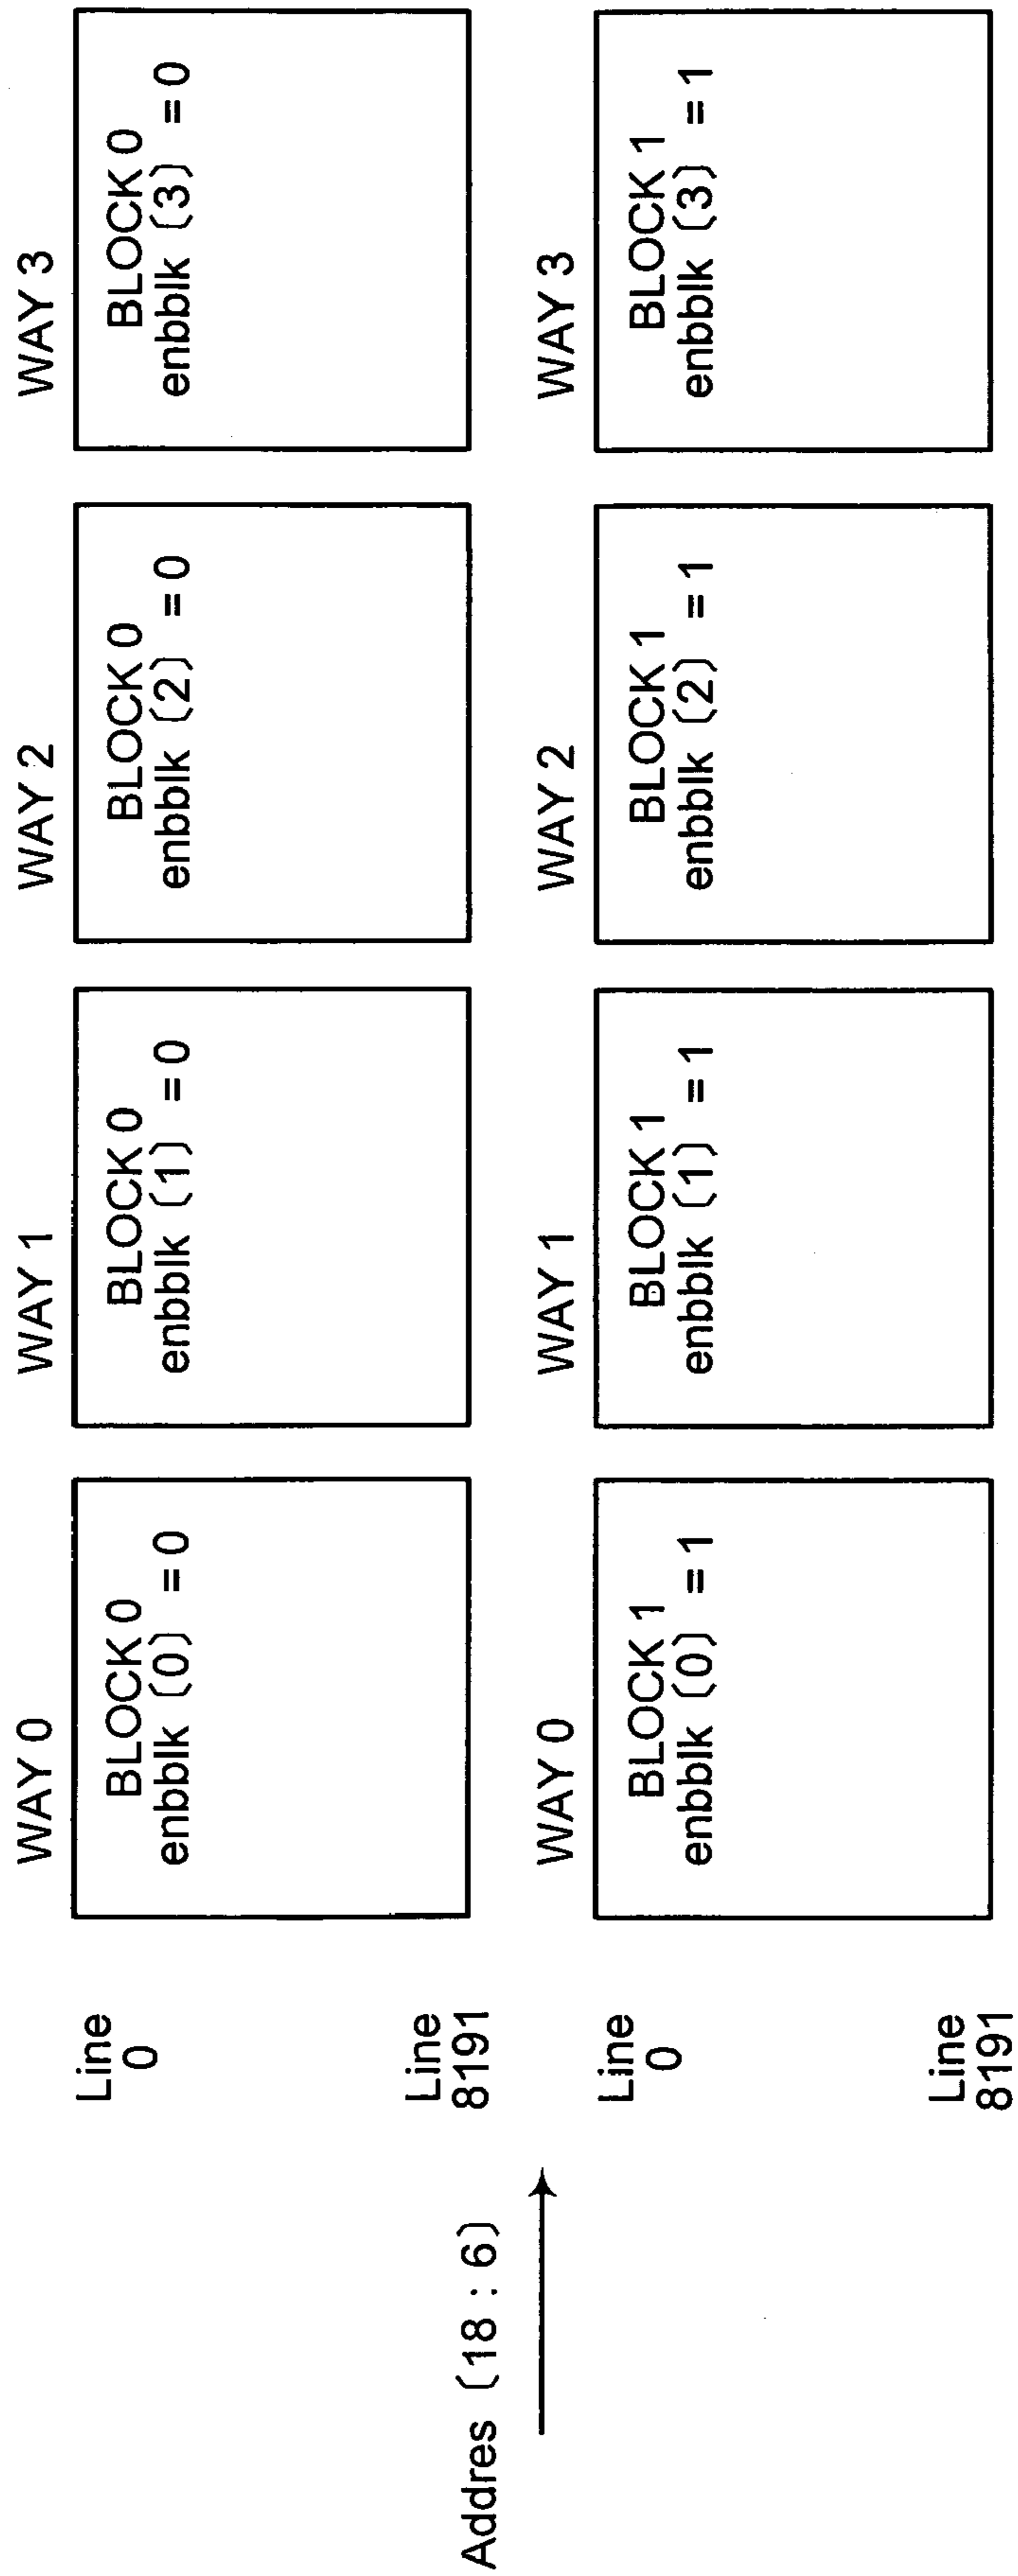 WAY 0
WAY 1
WAY 2
WAY 3
Line
0
BLOCK 0
enbblk (0) = 0
BLOCK 0
enbblk (1) = 0
BLOCK 0
enbblk (2) = 0
BLOCK 0
enbblk (3) = 0
Line
8191
Addres (18 : 6)
WAY 0
WAY 1
WAY 2
WAY 3
Line
0
BLOCK 1
enbblk (0) = 1
BLOCK 1
enbblk (1) = 1
BLOCK 1
enbblk (2) = 1
BLOCK 1
enbblk (3) = 1
Line
8191